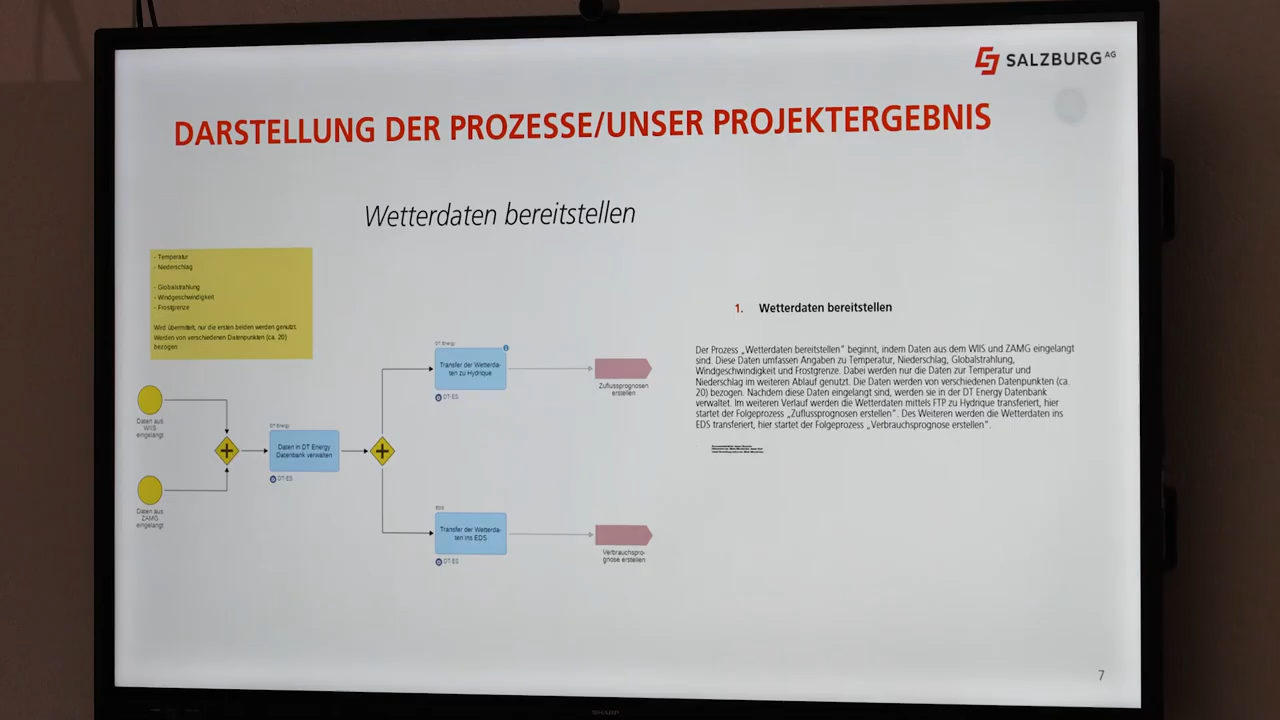 SALZBURG AG
DARSTELLUNG DER PROZESSE/UNSER PROJEKTERGEBNIS
Wetterdaten bereitstellen
- Temperatur
- Niederschlag
- Globalstrahlung
- Windgeschwindigkeit
- Frostgrenze
Wird übermittelt, nur die ersten beiden werden genutzt.
Werden von verschiedenen Datenpunkten (ca. 20)
bezogen
Daten aus
WIIS
eingelangt
Daten aus
ZAMG
eingelangt
DT Energy
Daten in DT Energy
Datenbank verwalten
DT-ES
DT Energy
Transfer der Wetterda-
ten zu Hydrique
DT-ES
Zuflussprognosen
erstellen
EDS
Transfer der Wetterda-
ten ins EDS
DT-ES
Verbrauchspro-
gnose erstellen
1. Wetterdaten bereitstellen
Der Prozess „Wetterdaten bereitstellen" beginnt, indem Daten aus dem WIIS und ZAMG eingelangt
sind. Diese Daten umfassen Angaben zu Temperatur, Niederschlag, Globalstrahlung,
Windgeschwindigkeit und Frostgrenze. Dabei werden nur die Daten zur Temperatur und
Niederschlag im weiteren Ablauf genutzt. Die Daten werden von verschiedenen Datenpunkten (ca.
20) bezogen. Nachdem diese Daten eingelangt sind, werden sie in der DT Energy Datenbank
verwaltet. Im weiteren Verlauf werden die Wetterdaten mittels FTP zu Hydrique transferiert, hier
startet der Folgeprozess „Zuflussprognosen erstellen". Des Weiteren werden die Wetterdaten ins
EDS transferiert, hier startet der Folgeprozess „Verbrauchsprognose erstellen".
7